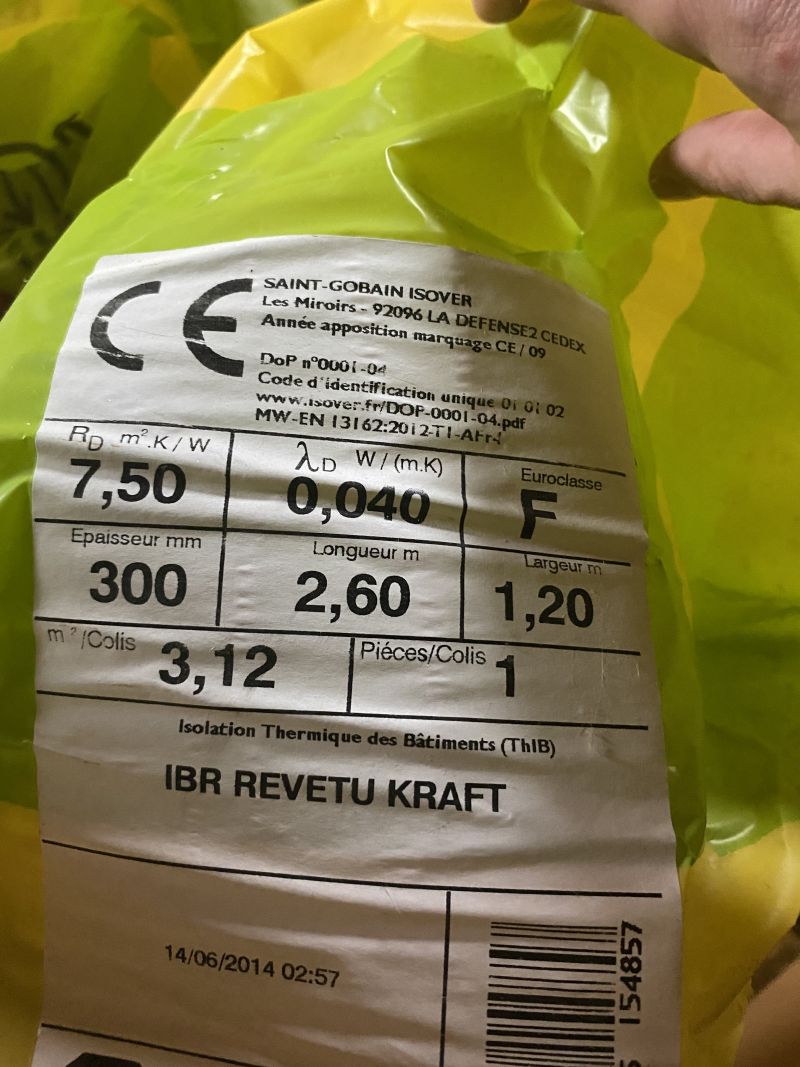 CE
SAINT-GOBAIN ISOVER
Les Miroirs - 92096 LA DEFENSE2 CEDEX
Année apposition marquage CE / 09
DoP n°0001-04
Code d'identification unique 01 01 02
www.isover.fr/DOP-0001-04.pdf
MW-EN 13162:2012-T1-AFr4
RD m².K/W
7,50
λD W/(m.K)
0,040
Euroclasse
F
Epaisseur mm
300
Longueur m
2,60
Largeur m
1,20
m²/Colis 3,12
Piéces/Colis 1
Isolation Thermique des Bâtiments (ThIB)
IBR REVETU KRAFT
14/06/2014 02:57
154857